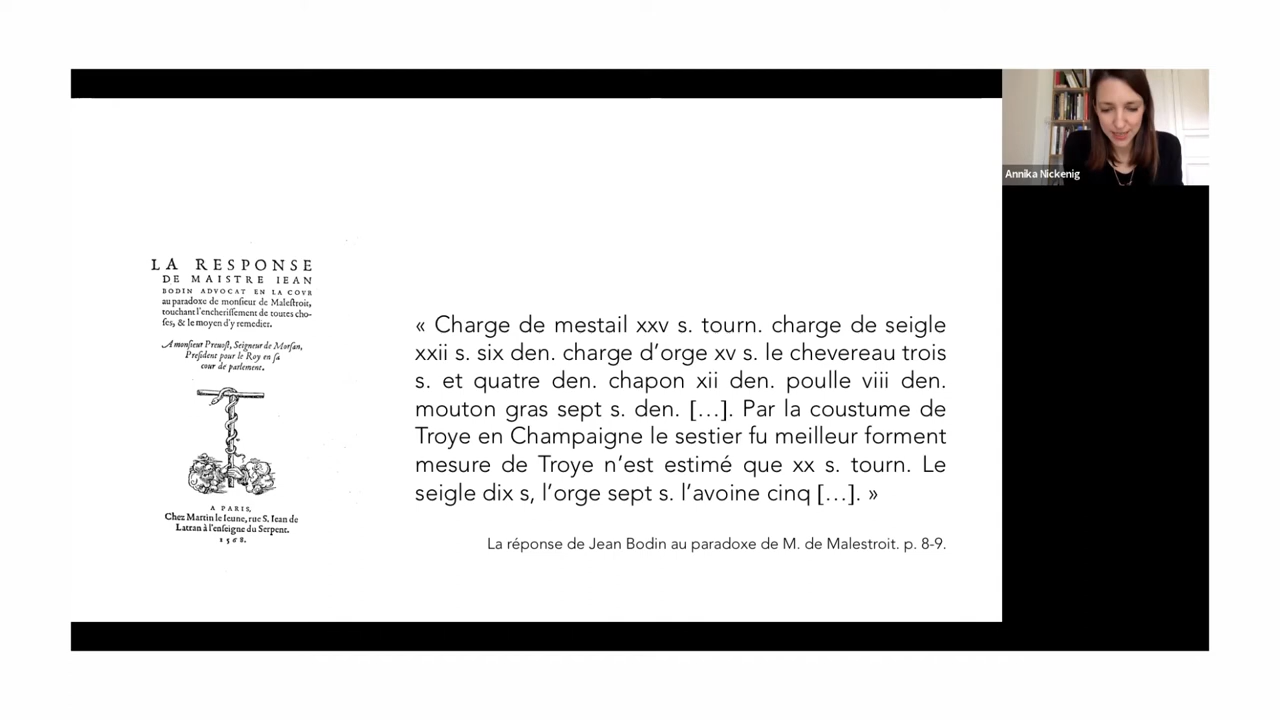 LA RESPONSE
DE MAISTRE IEAN
BODIN ADVOCAT EN LA COVR
au paradoxe de monſieur de Maleſtroit,
touchant l'encheriſſement de toutes cho-
ſes, & le moyen d'y remedier.
A monſieur Preuoſt, Seigneur de Morſan,
Preſident pour le Roy en ſa
cour de parlement.
A PARIS,
Chez Martin le Ieune, rue S. Iean de
Latran à l'enſeigne du Serpent.
1568.
« Charge de mestail xxv s. tourn. charge de seigle
xxii s. six den. charge d’orge xv s. le chevereau trois
s. et quatre den. chapon xii den. poulle viii den.
mouton gras sept s. den. […]. Par la coustume de
Troye en Champaigne le sestier fu meilleur forment
mesure de Troye n’est estimé que xx s. tourn. Le
seigle dix s, l’orge sept s. l’avoine cinq […]. »
La réponse de Jean Bodin au paradoxe de M. de Malestroit. p. 8-9.
Annika Nickenig